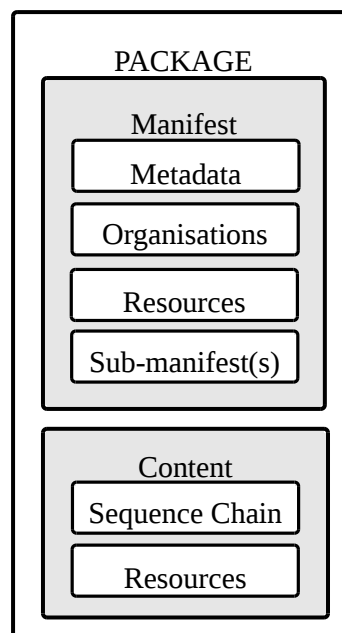 PACKAGE
Manifest
Metadata
Organisations
Resources
Sub-manifest(s)
Content
Sequence Chain
Resources